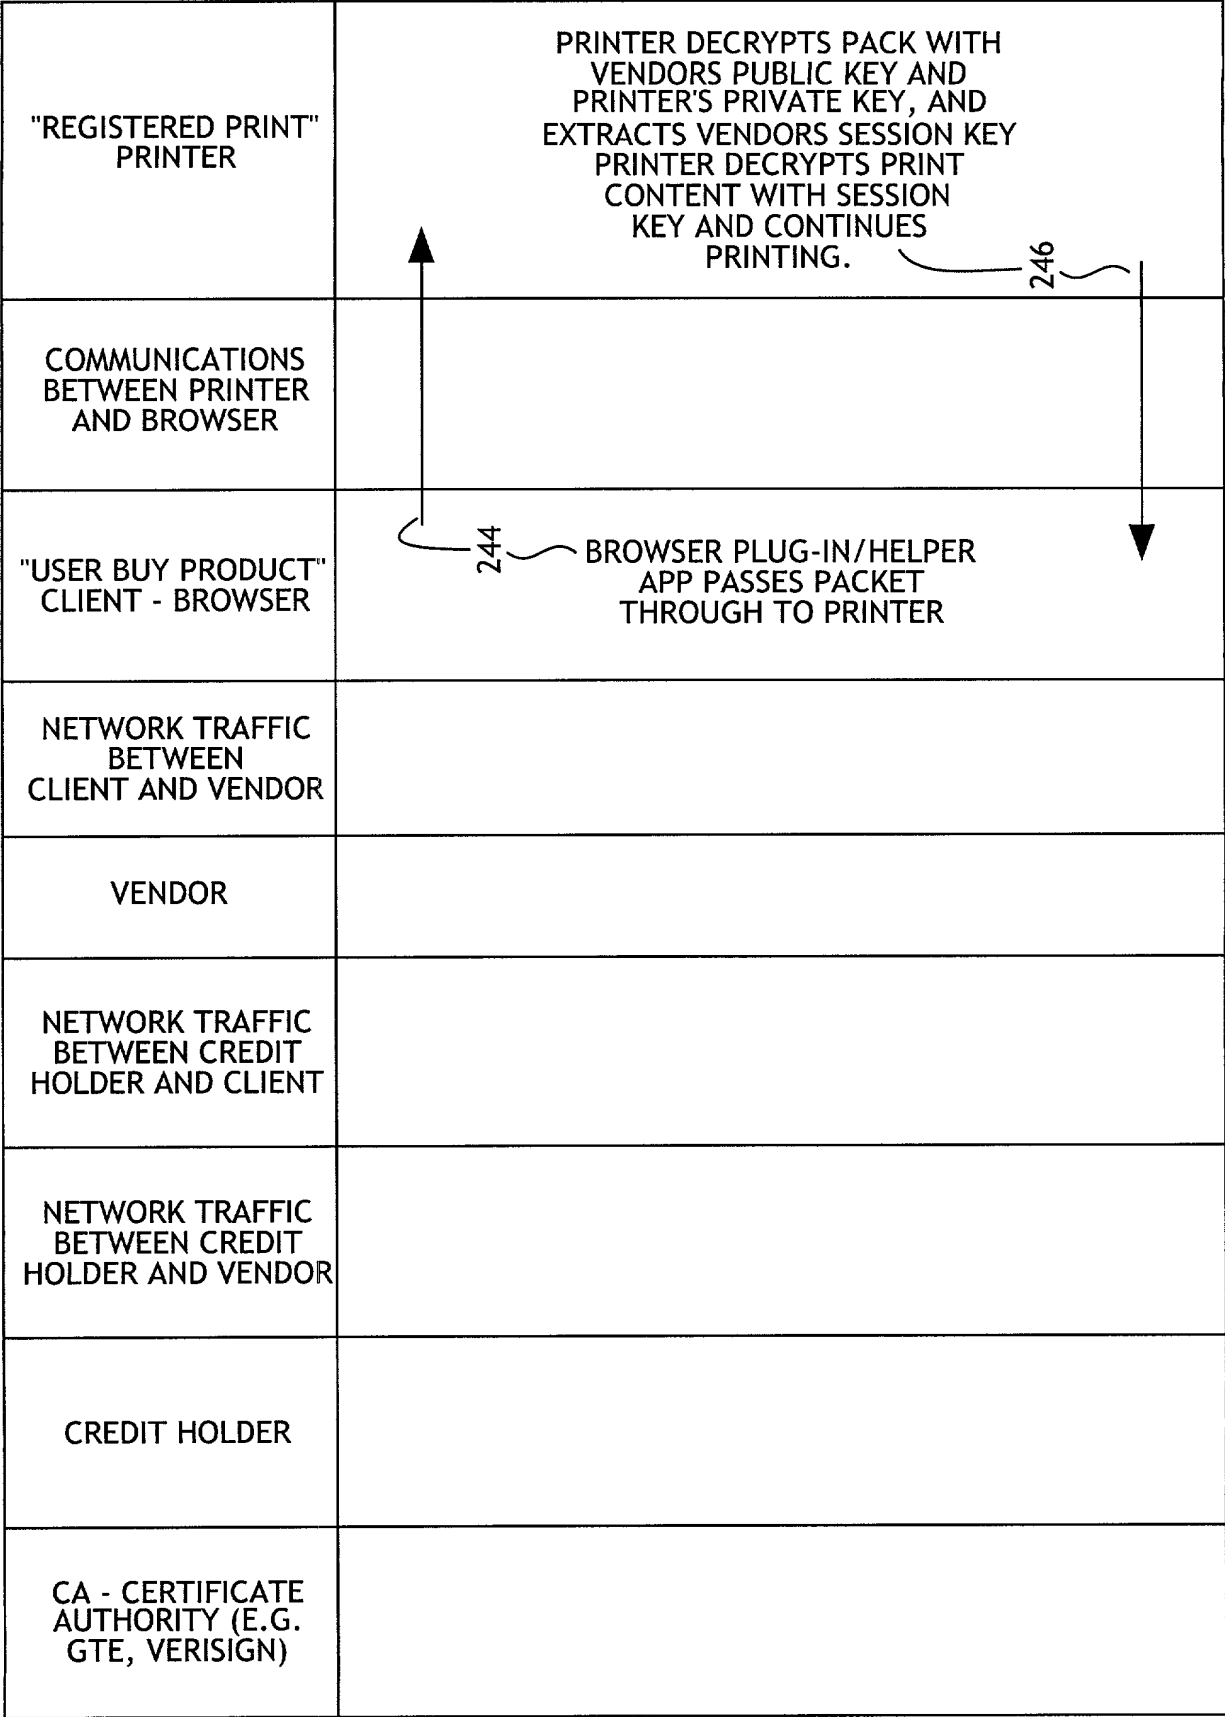 "REGISTERED PRINT"
PRINTER
PRINTER DECRYPTS PACK WITH
VENDORS PUBLIC KEY AND
PRINTER'S PRIVATE KEY, AND
EXTRACTS VENDORS SESSION KEY
PRINTER DECRYPTS PRINT
CONTENT WITH SESSION
KEY AND CONTINUES
PRINTING.
246
COMMUNICATIONS
BETWEEN PRINTER
AND BROWSER
"USER BUY PRODUCT"
CLIENT - BROWSER
244
BROWSER PLUG-IN/HELPER
APP PASSES PACKET
THROUGH TO PRINTER
NETWORK TRAFFIC
BETWEEN
CLIENT AND VENDOR
VENDOR
NETWORK TRAFFIC
BETWEEN CREDIT
HOLDER AND CLIENT
NETWORK TRAFFIC
BETWEEN CREDIT
HOLDER AND VENDOR
CREDIT HOLDER
CA - CERTIFICATE
AUTHORITY (E.G.
GTE, VERISIGN)